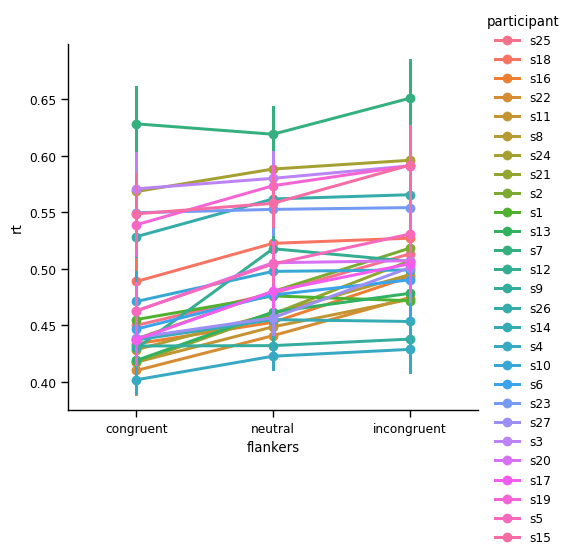 participant
s25
s18
s16
s22
s11
s8
s24
s21
s2
s1
s13
s7
s12
s9
s26
s14
s4
s10
s6
s23
s27
s3
s20
s17
s19
s5
s15
rt
0.65
0.60
0.55
0.50
0.45
0.40
congruent neutral incongruent
flankers